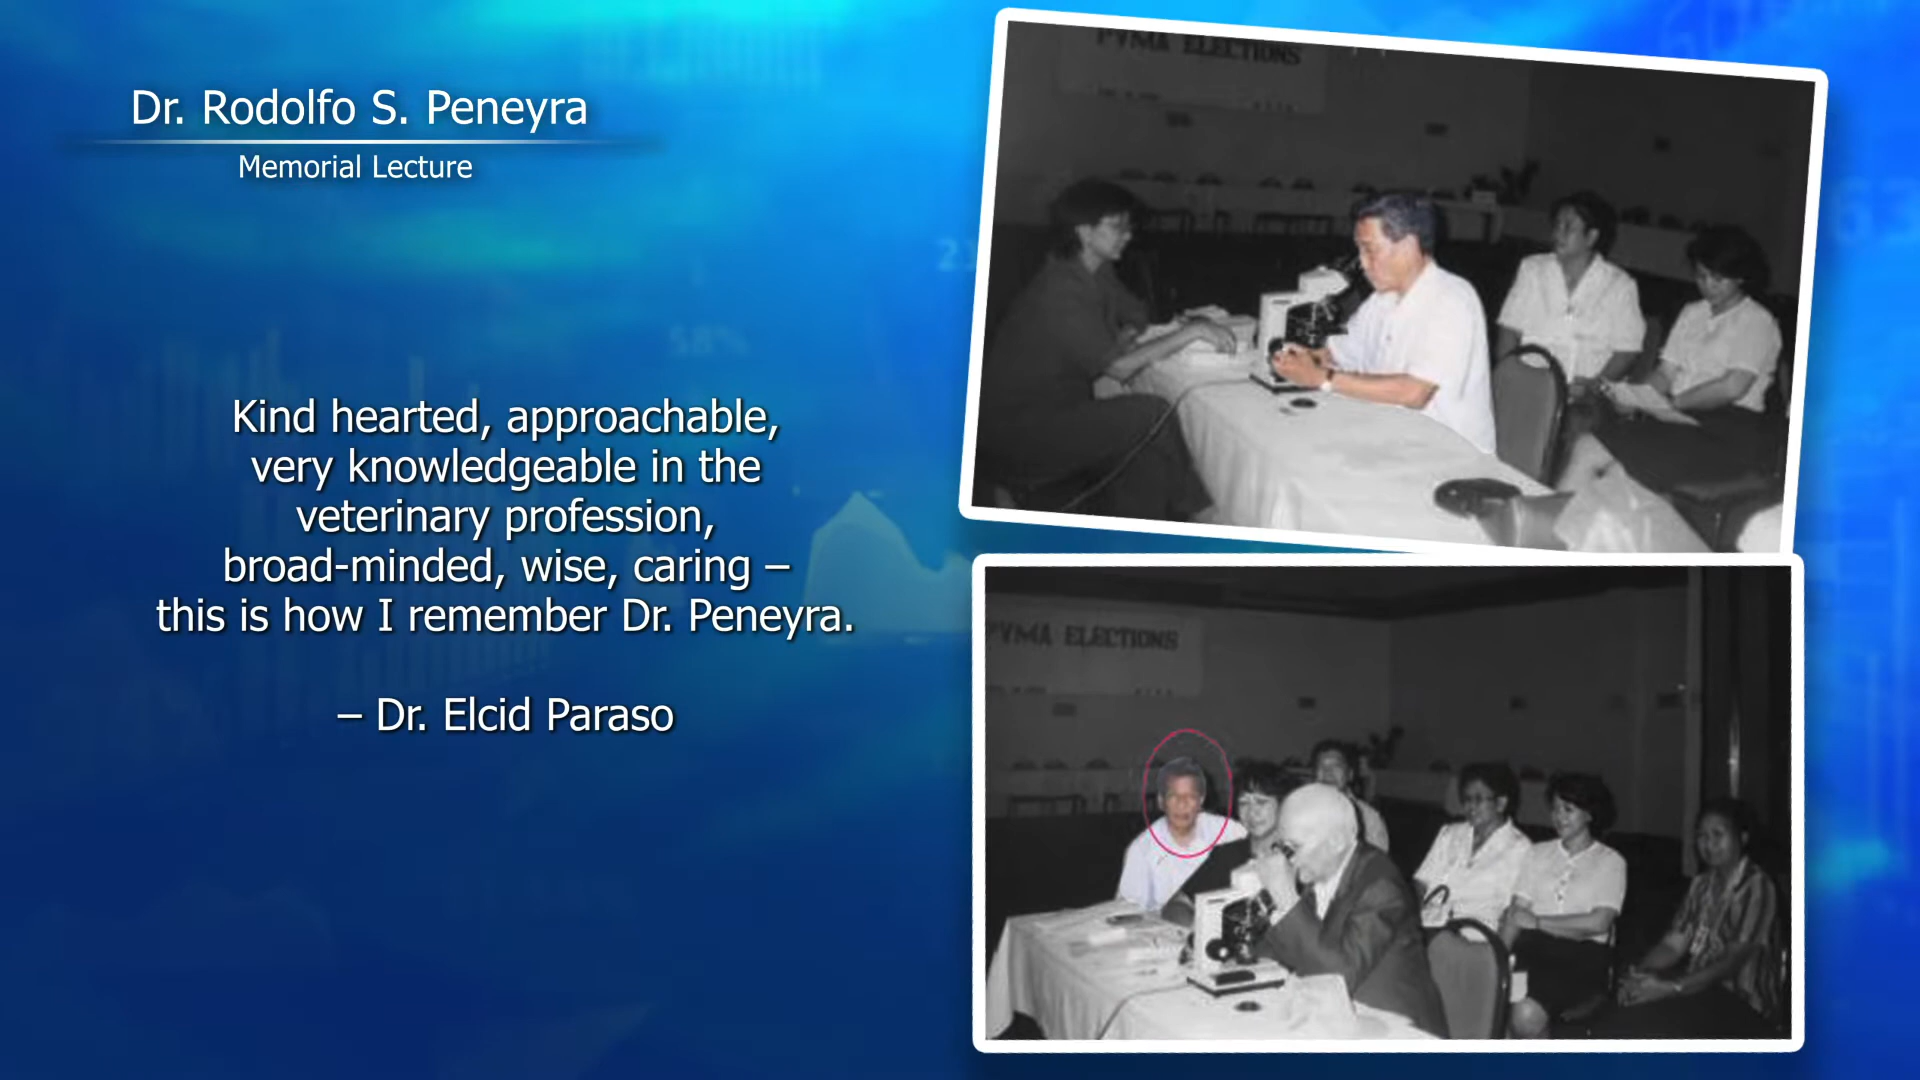 Dr. Rodolfo S. Peneyra
Memorial Lecture
Kind hearted, approachable,
very knowledgeable in the
veterinary profession,
broad-minded, wise, caring –
this is how I remember Dr. Peneyra.
– Dr. Elcid Paraso
PVMA ELECTIONS
PVMA ELECTIONS
58%